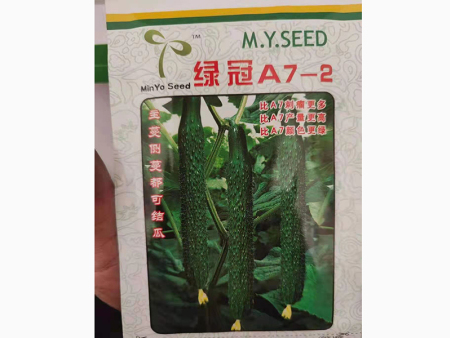 TM
M.Y.SEED
MinYo Seed
绿冠A7-2
比A7刺瘤更多
比A7产量更高
比A7颜色更绿
主蔓侧蔓都可结瓜